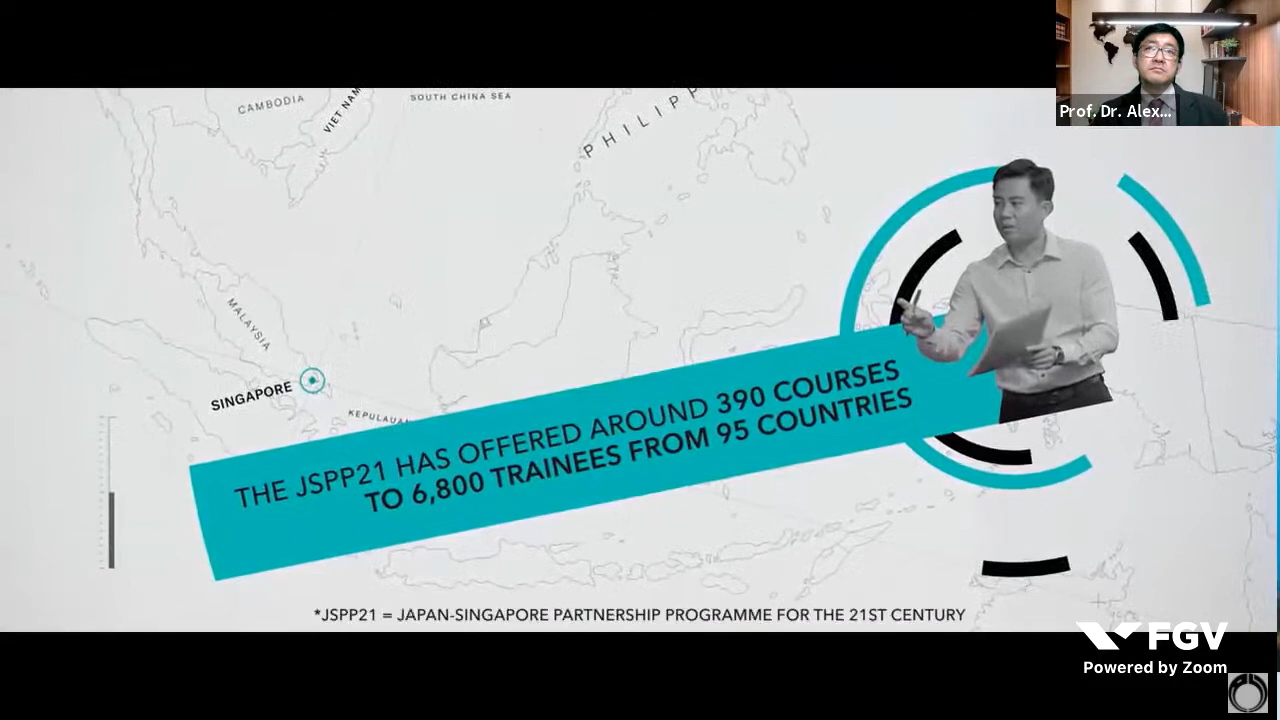 Prof. Dr. Alex...
CAMBODIA
VIET NAM
SOUTH CHINA SEA
PHILIPP
MALAYSIA
SINGAPORE
KEPULAUA
THE JSPP21 HAS OFFERED AROUND 390 COURSES
TO 6,800 TRAINEES FROM 95 COUNTRIES
*JSPP21 = JAPAN-SINGAPORE PARTNERSHIP PROGRAMME FOR THE 21ST CENTURY
FGV
Powered by Zoom